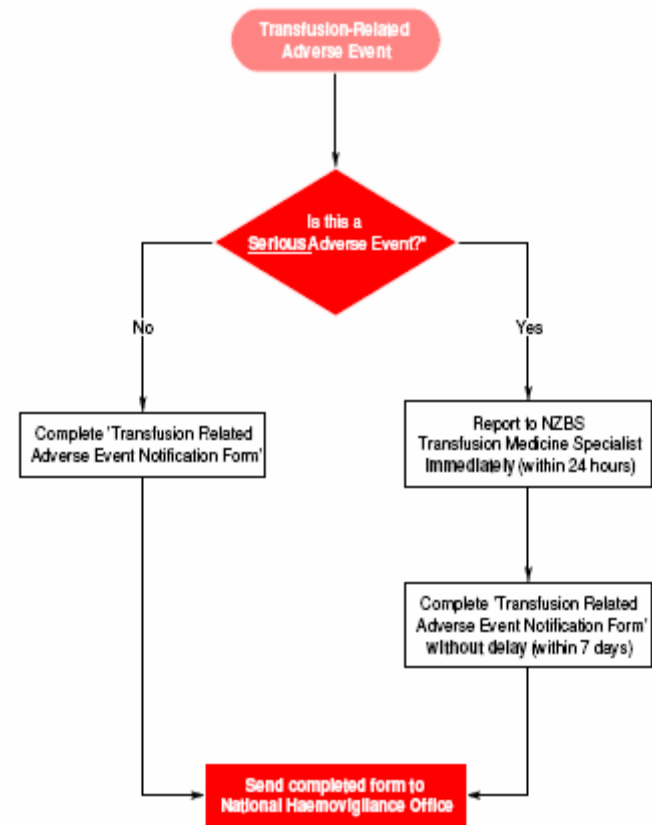 Transfusion-Related
Adverse Event
Is this a
Serious Adverse Event?*
No
Yes
Complete 'Transfusion Related
Adverse Event Notification Form'
Report to NZBS
Transfusion Medicine Specialist
Immediately (within 24 hours)
Complete 'Transfusion Related
Adverse Event Notification Form'
without delay (within 7 days)
Send completed form to
National Haemovigilance Office